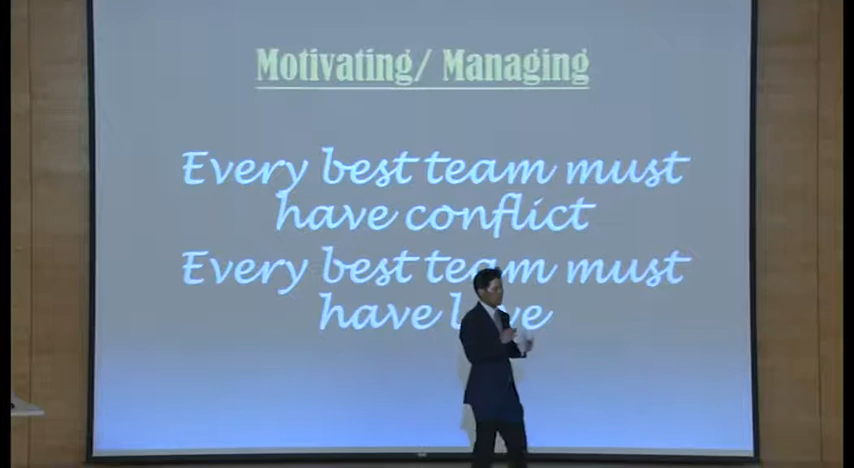 Motivating/ Managing
Every best team must
have conflict
Every best team must
have love